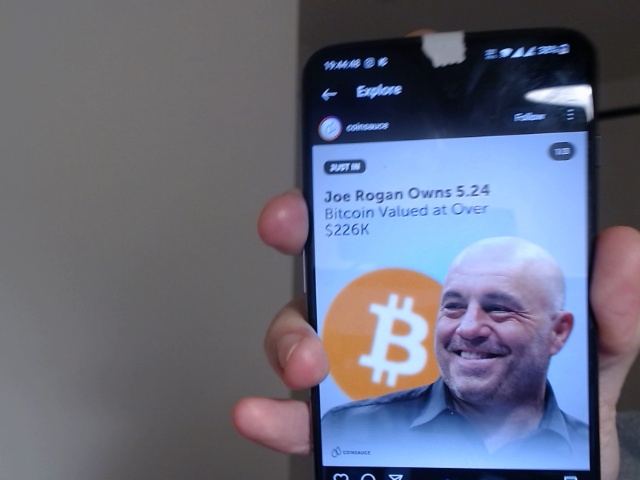 19:44:48
Explore
coinsauce
Follow
JUST IN
Joe Rogan Owns 5.24
Bitcoin Valued at Over
$226K
COINSAUCE